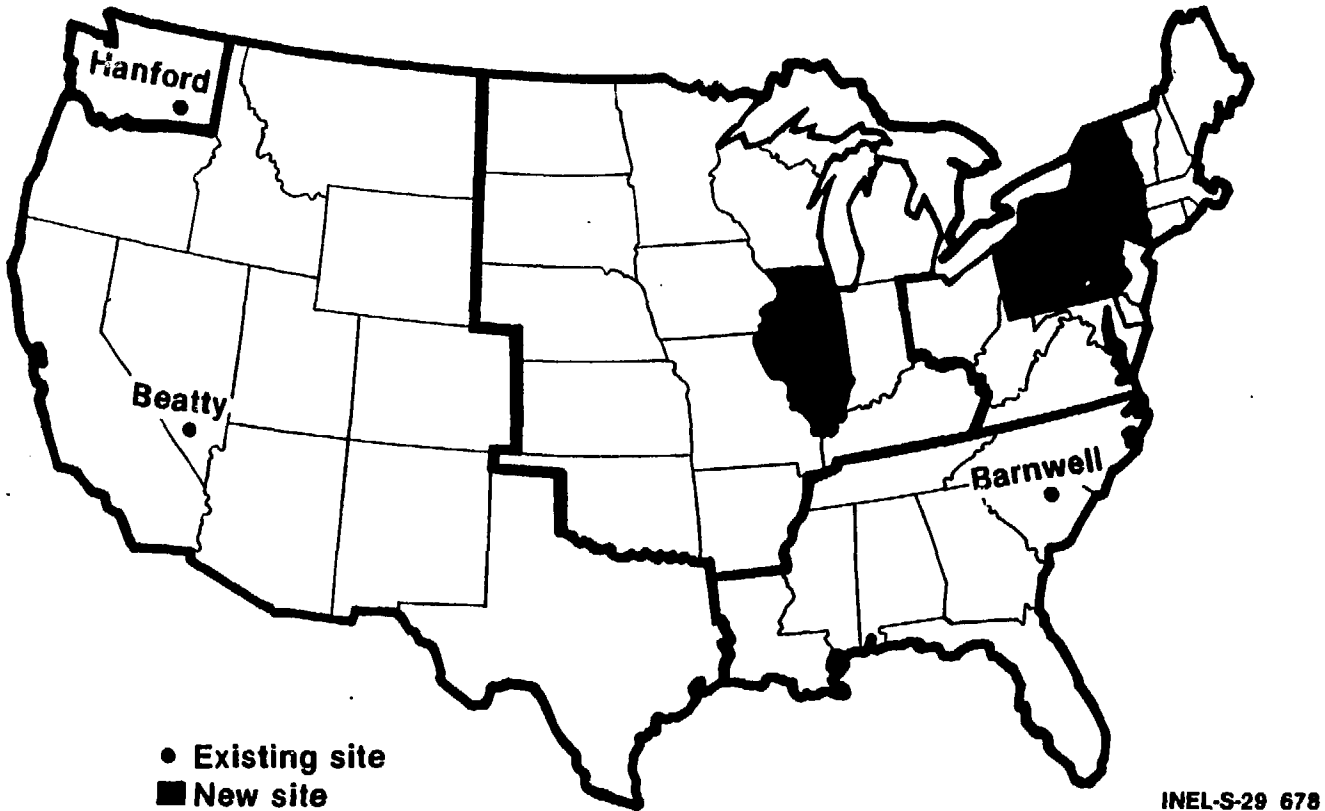 Hanford
Beatty
Barnwell
Existing site
New site
INEL-S-29 678